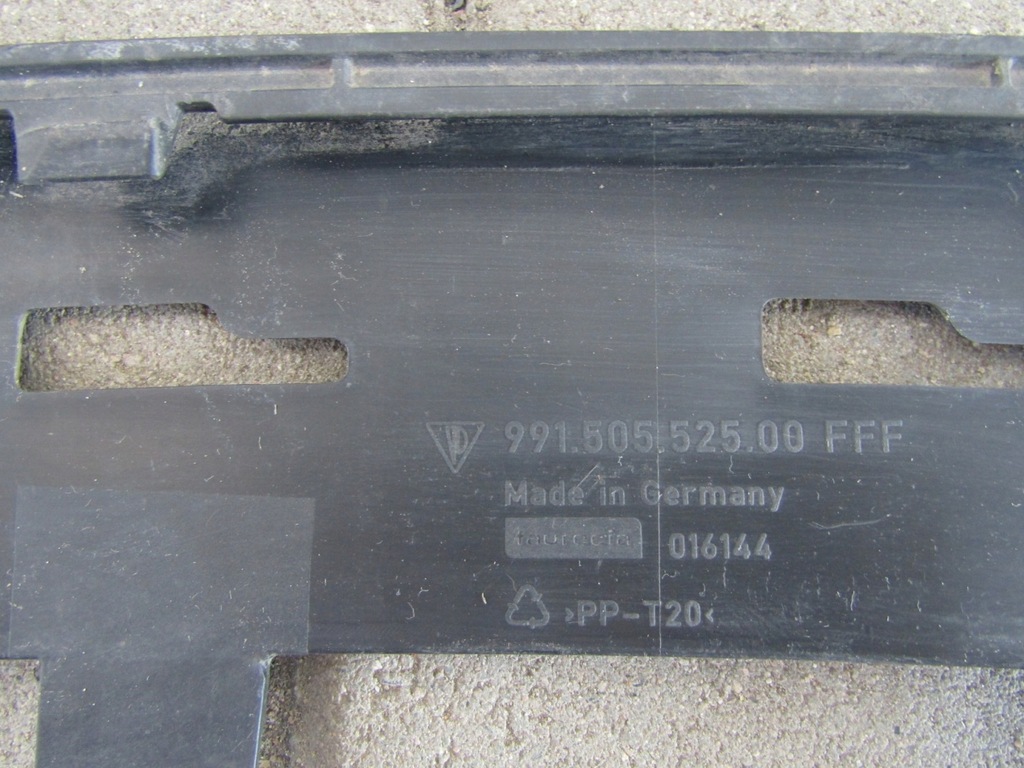 991.505.525.00 FFF
Made in Germany
faurecia 016144
>PP-T20<